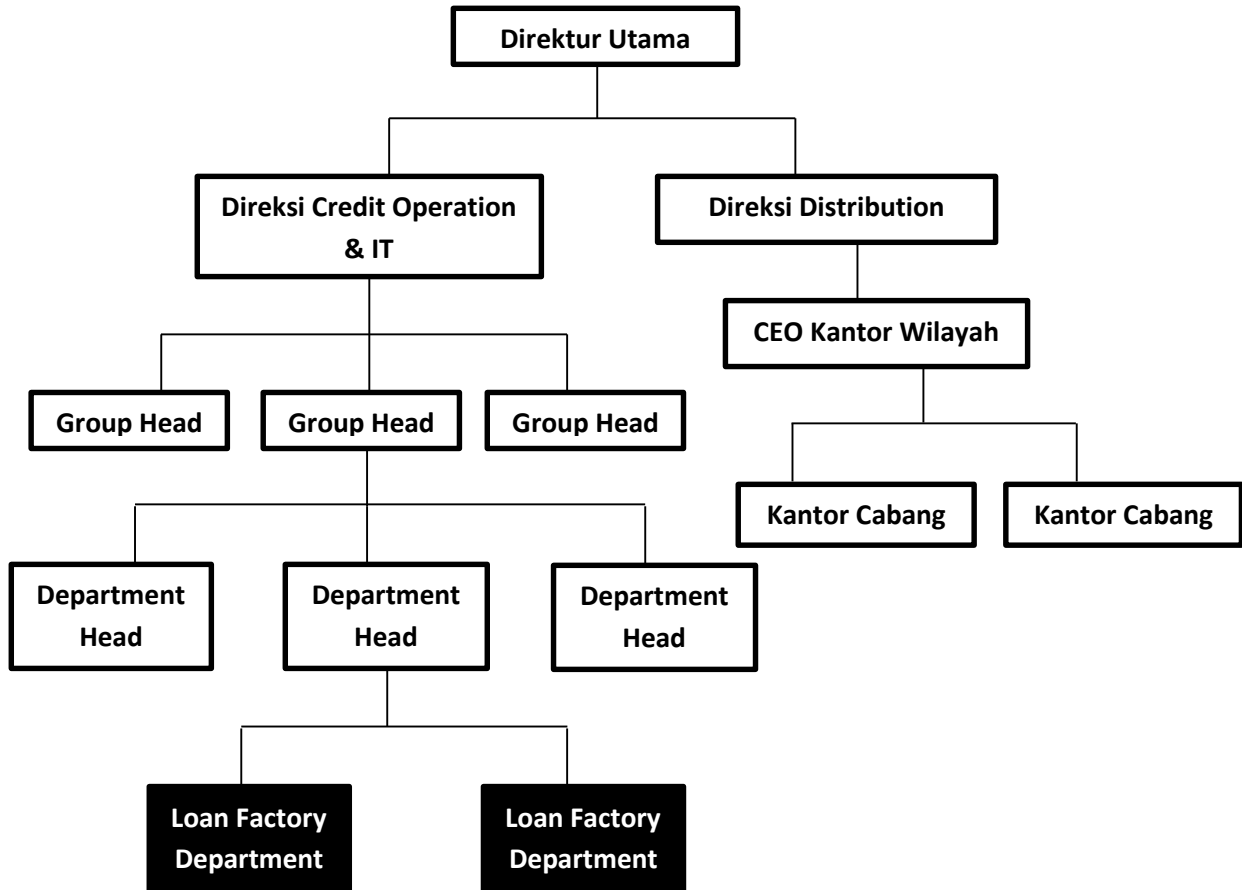 Direktur Utama
Direksi Credit Operation
& IT
Direksi Distribution
CEO Kantor Wilayah
Group Head
Group Head
Group Head
Kantor Cabang
Kantor Cabang
Department
Head
Department
Head
Department
Head
Loan Factory
Department
Loan Factory
Department